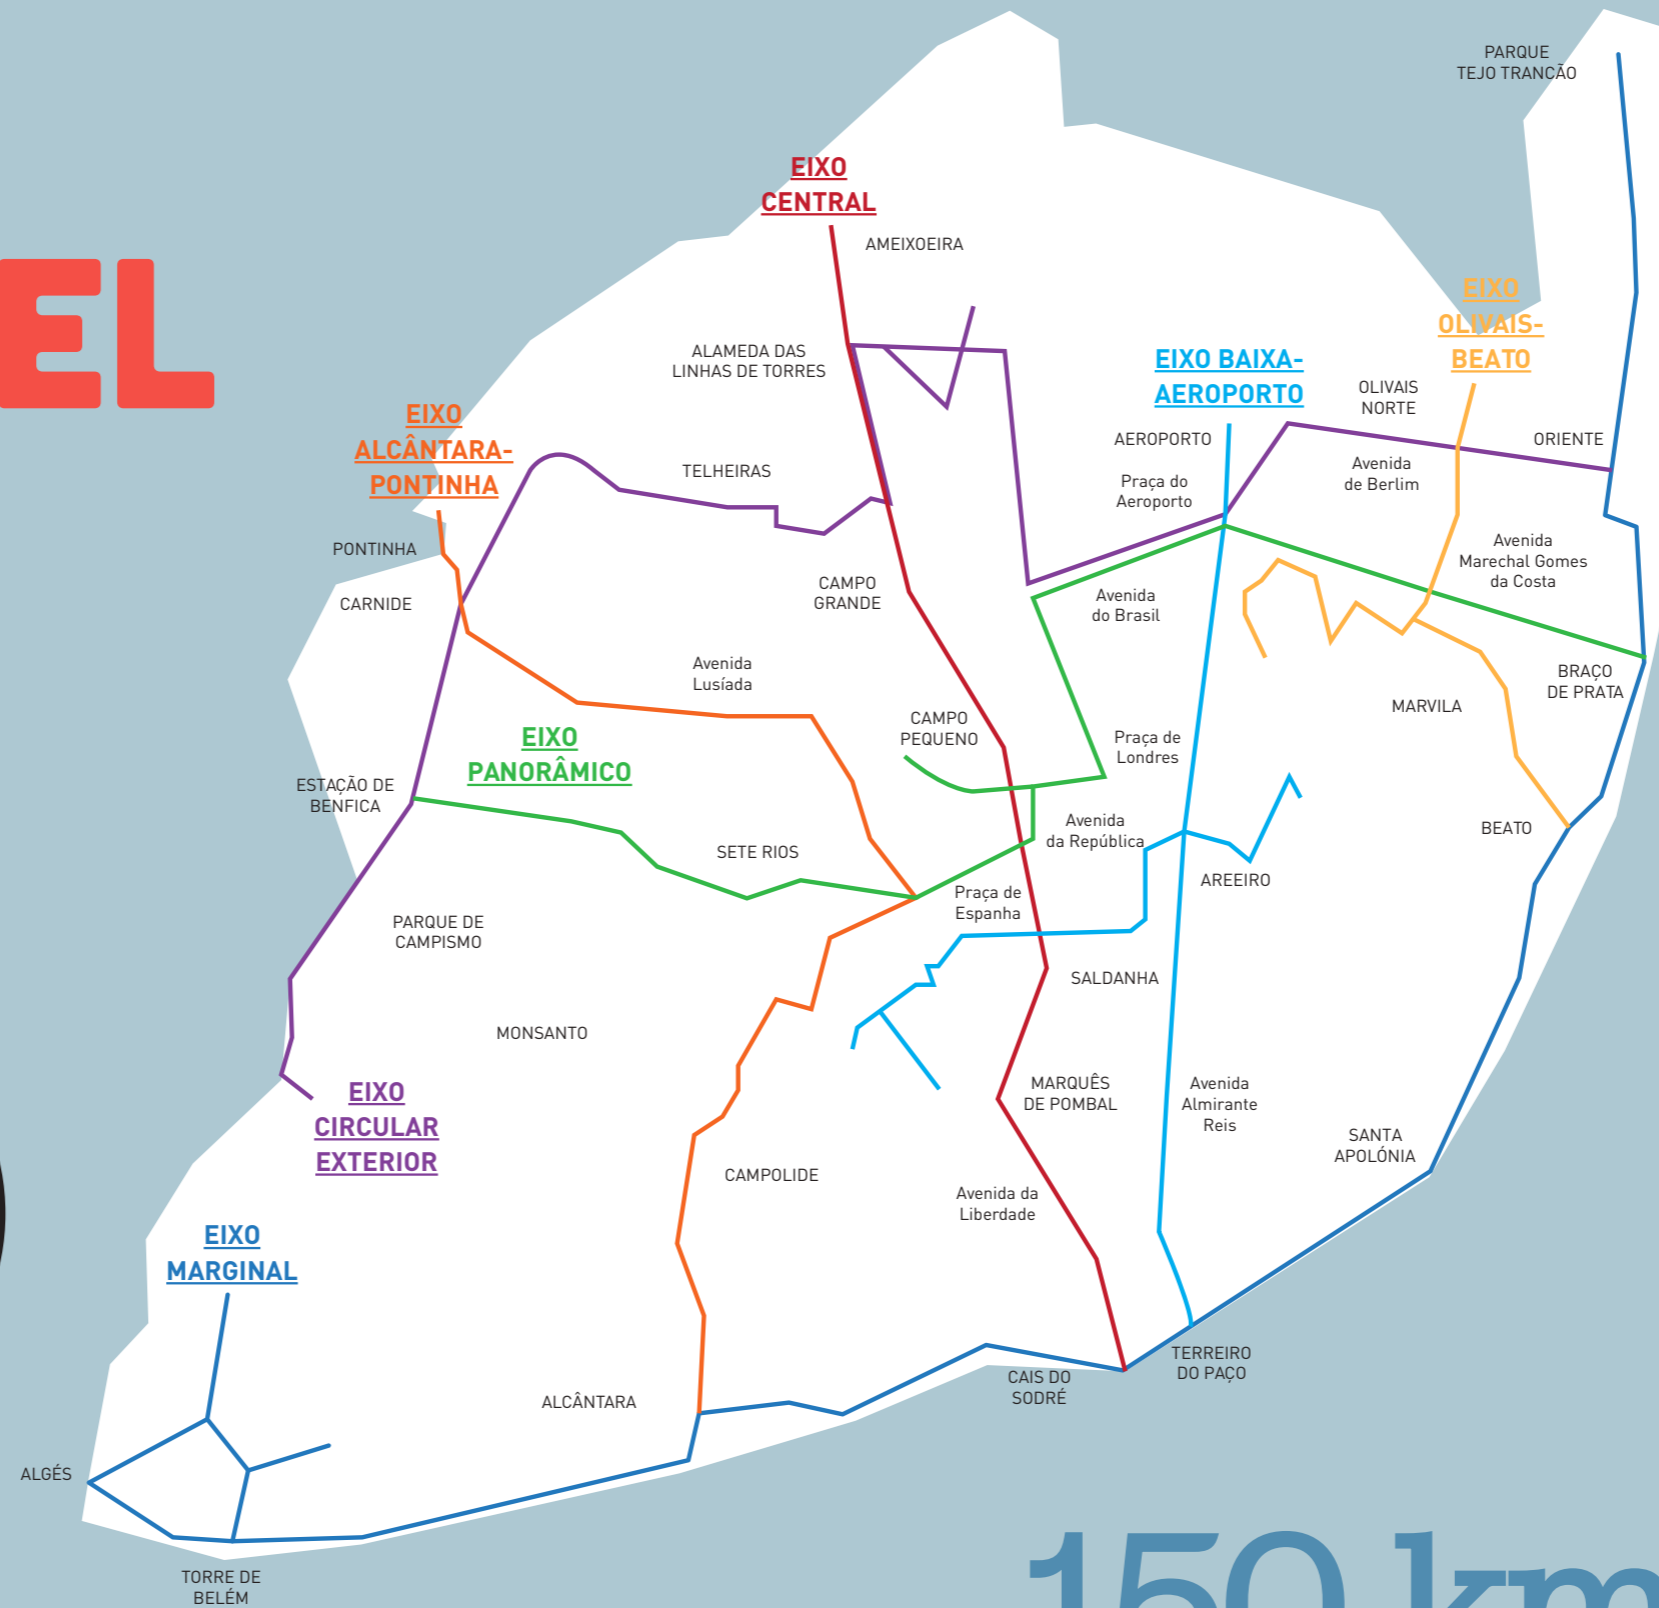 PARQUE
TEJO TRANCÃO
EIXO
CENTRAL
AMEIXOEIRA
EL
EIXO
OLIVAIS-
BEATO
ALAMEDA DAS
LINHAS DE TORRES
EIXO BAIXA-
AEROPORTO
OLIVAIS
NORTE
EIXO
ALCÂNTARA-
PONTINHA
AEROPORTO
ORIENTE
TELHEIRAS
Avenida
de Berlim
Praça do
Aeroporto
PONTINHA
Avenida
Marechal Gomes
da Costa
CARNIDE
CAMPO
GRANDE
Avenida
do Brasil
Avenida
Lusíada
BRAÇO
DE PRATA
MARVILA
CAMPO
PEQUENO
EIXO
PANORÂMICO
Praça de
Londres
ESTAÇÃO DE
BENFICA
Avenida
da República
BEATO
SETE RIOS
AREEIRO
Praça de
Espanha
PARQUE DE
CAMPISMO
SALDANHA
MONSANTO
EIXO
CIRCULAR
EXTERIOR
MARQUÊS
DE POMBAL
Avenida
Almirante
Reis
SANTA
APOLÓNIA
CAMPOLIDE
Avenida da
Liberdade
EIXO
MARGINAL
TERREIRO
DO PAÇO
CAIS DO
SODRÉ
ALCÂNTARA
ALGÉS
TORRE DE
BELÉM
150 km